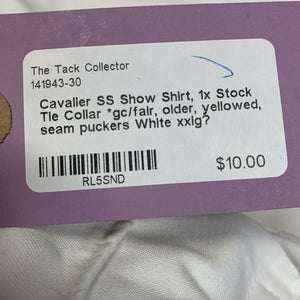 The Tack Collector
141943-30
Cavalier SS Show Shirt, 1x Stock
Tie Collar *gc/fair, older, yellowed,
seam puckers White xxlg?
$10.00
RL5SND